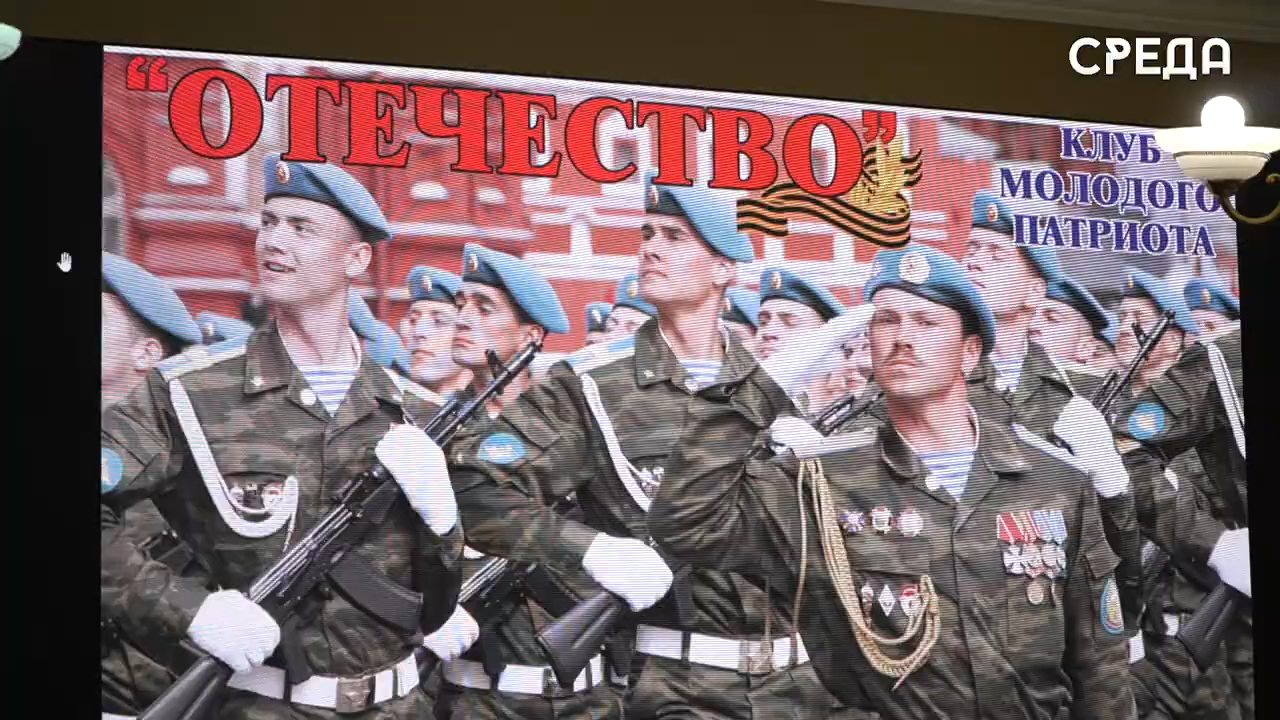 СРЕДА
“ОТЕЧЕСТВО”
КЛУБ
МОЛОДОГО
ПАТРИОТА